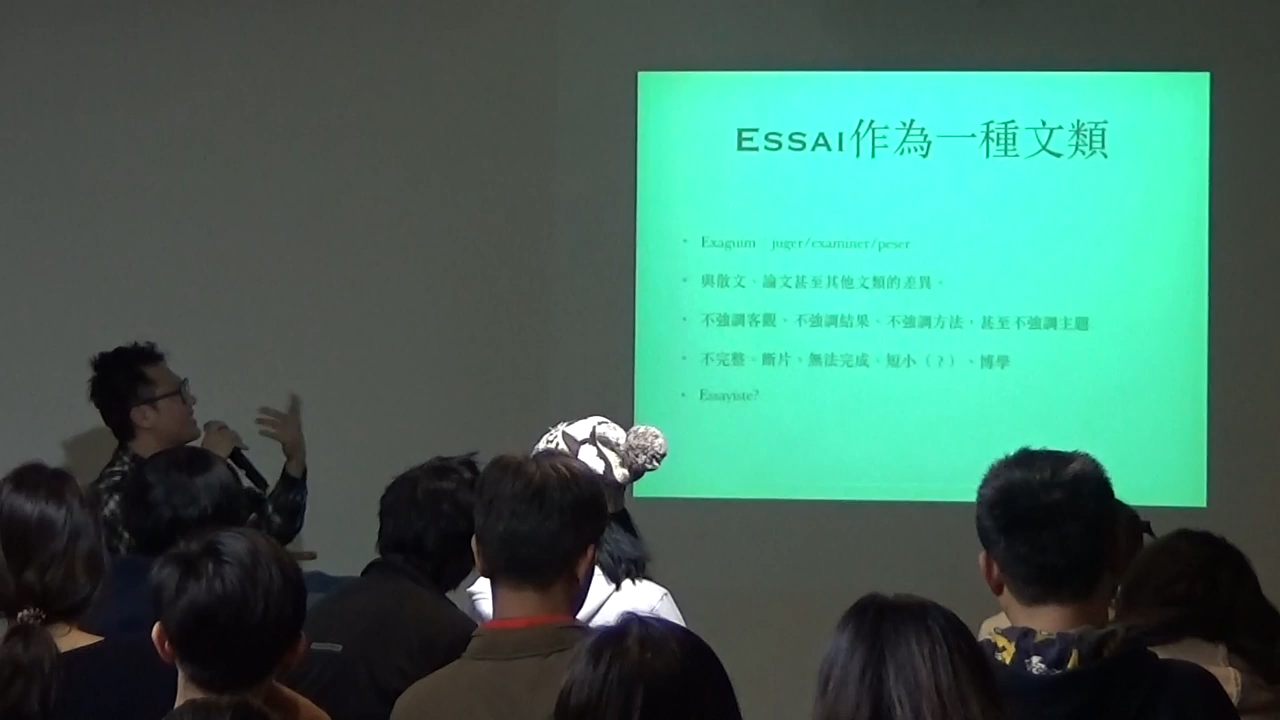 Essai作為一種文類
Exaguim juger/examiner/peser
與散文、論文甚至其他文類的差異。
不強調客觀、不強調結果、不強調方法，甚至不強調主題
不完整。斷片、無法完成。短小（？）、博學
Essayiste?